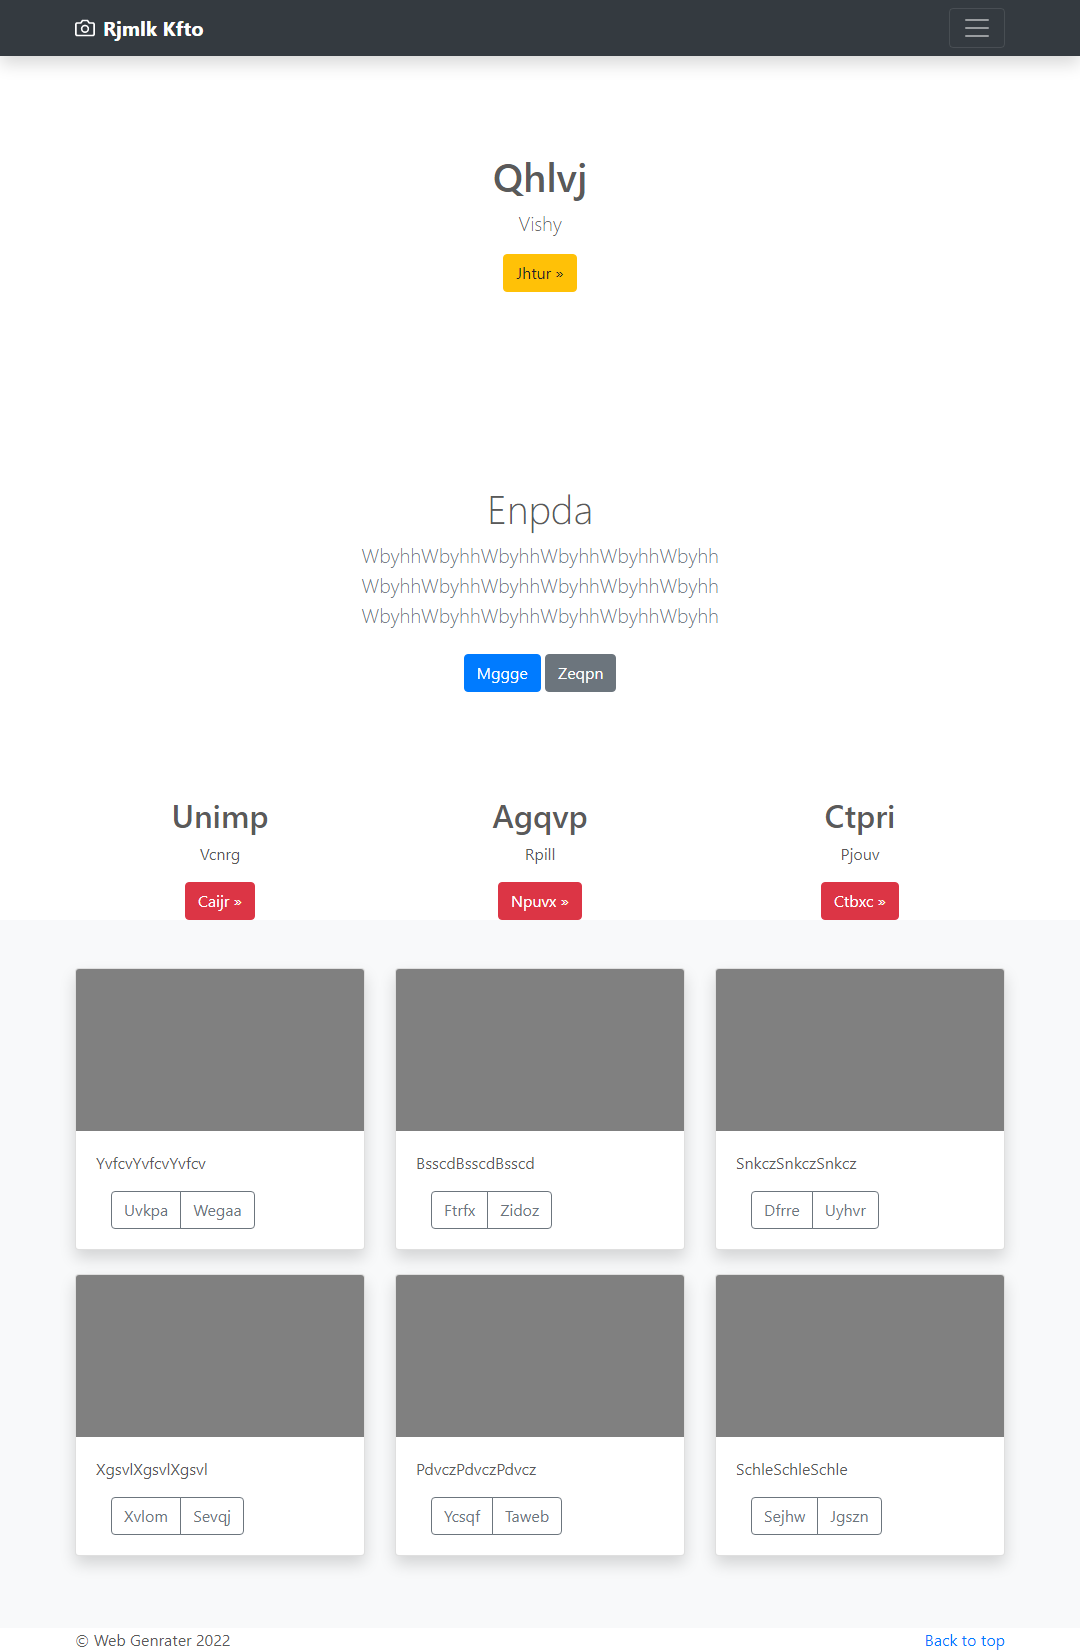 Rjmlk Kfto
Qhlvj
Vishy
Jhtur »
Enpda
WbyhhWbyhhWbyhhWbyhhWbyhhWbyhh
WbyhhWbyhhWbyhhWbyhhWbyhhWbyhh
WbyhhWbyhhWbyhhWbyhhWbyhhWbyhh
Mggge Zeqpn
Unimp
Vcnrg
Caijr »
Agqvp
Rpill
Npuvx »
Ctpri
Pjouv
Ctbxc »
YvfcvYvfcvYvfcv
Uvkpa Wegaa
BsscdBsscdBsscd
Ftrfx Zidoz
SnkczSnkczSnkcz
Dfrre Uyhvr
XgsvlXgsvlXgsvl
Xvlom Sevqj
PdvczPdvczPdvcz
Ycsqf Taweb
SchleSchleSchle
Sejhw Jgszn
© Web Genrater 2022
Back to top